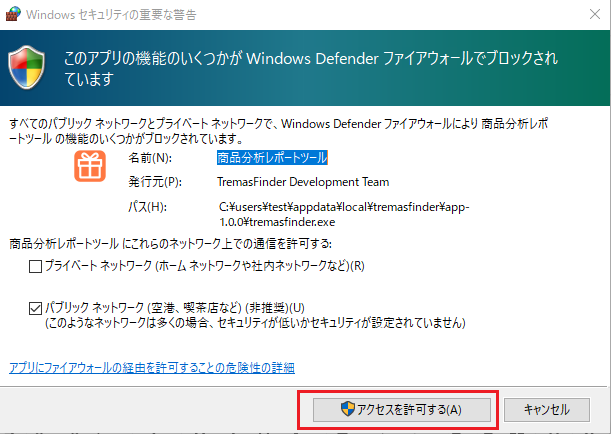 Windows セキュリティの重要な警告
このアプリの機能のいくつかが Windows Defender ファイアウォールでブロックされ
ています
すべてのパブリック ネットワークとプライベート ネットワークで、Windows Defender ファイアウォールにより 商品分析レポ
ートツール の機能のいくつかがブロックされています。
名前(N): 商品分析レポートツール
発行元(P): TremasFinder Development Team
パス(H): C:¥users¥test¥appdata¥local¥tremasfinder¥app-
1.0.0¥tremasfinder.exe
商品分析レポートツール にこれらのネットワーク上での通信を許可する:
プライベート ネットワーク (ホーム ネットワークや社内ネットワークなど)(R)
パブリック ネットワーク (空港、喫茶店など) (非推奨)(U)
(このようなネットワークは多くの場合、セキュリティが低いかセキュリティが設定されていません)
アプリにファイアウォールの経由を許可することの危険性の詳細
アクセスを許可する(A) キャンセル